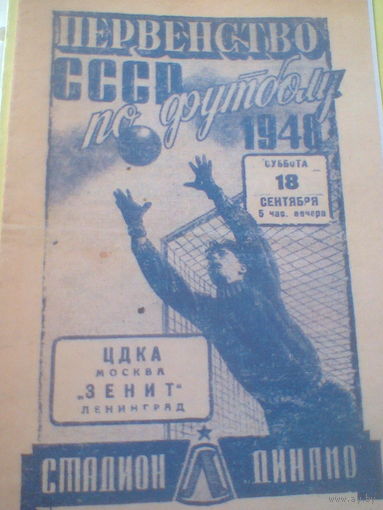 ПЕРВЕНСТВО
СССР
по футболу
1948
СУББОТА
18
СЕНТЯБРЯ
5 час. вечера
ЦДКА
МОСКВА
„ЗЕНИТ"
ЛЕНИНГРАД
СТАДИОН Л ДИНАМО